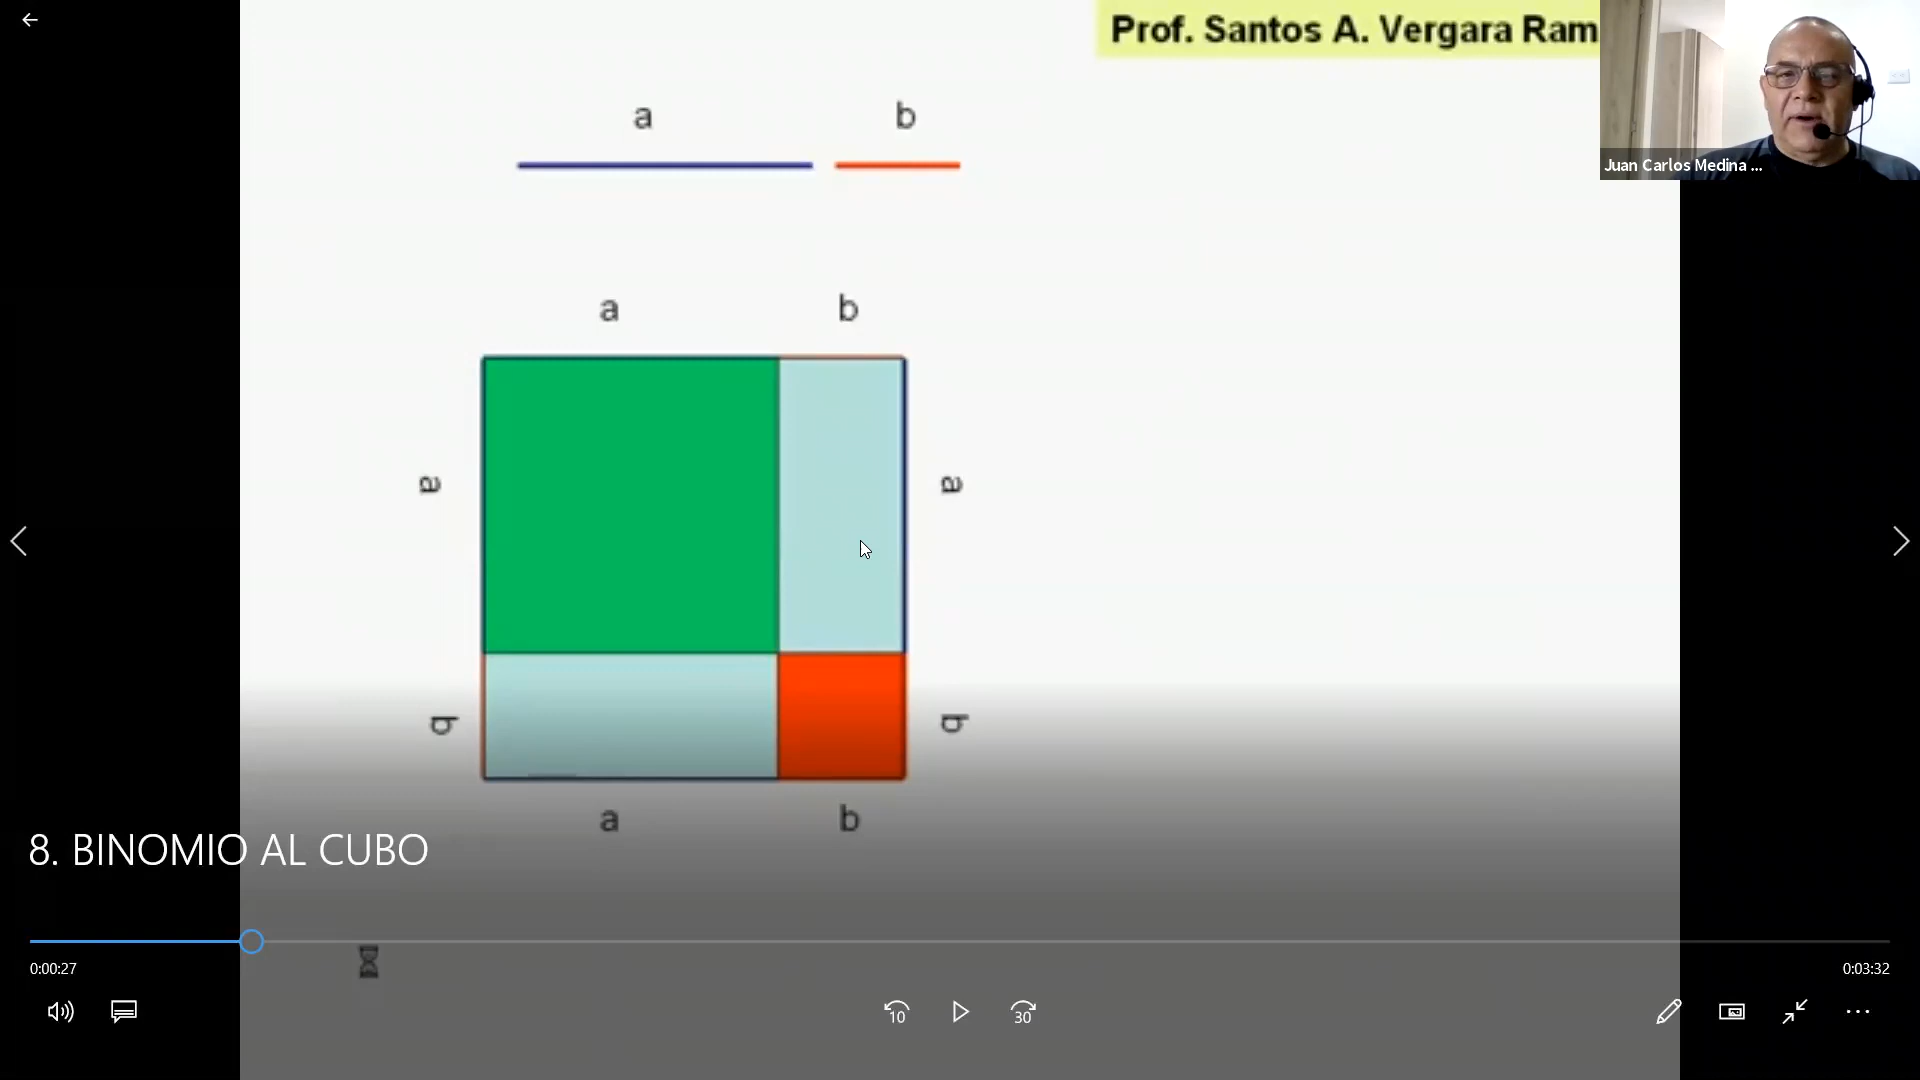 Prof. Santos A. Vergara Ram
Juan Carlos Medina ...
a b
a b
a a
b b
a b
8. BINOMIO AL CUBO
0:00:27 0:03:32
10 30